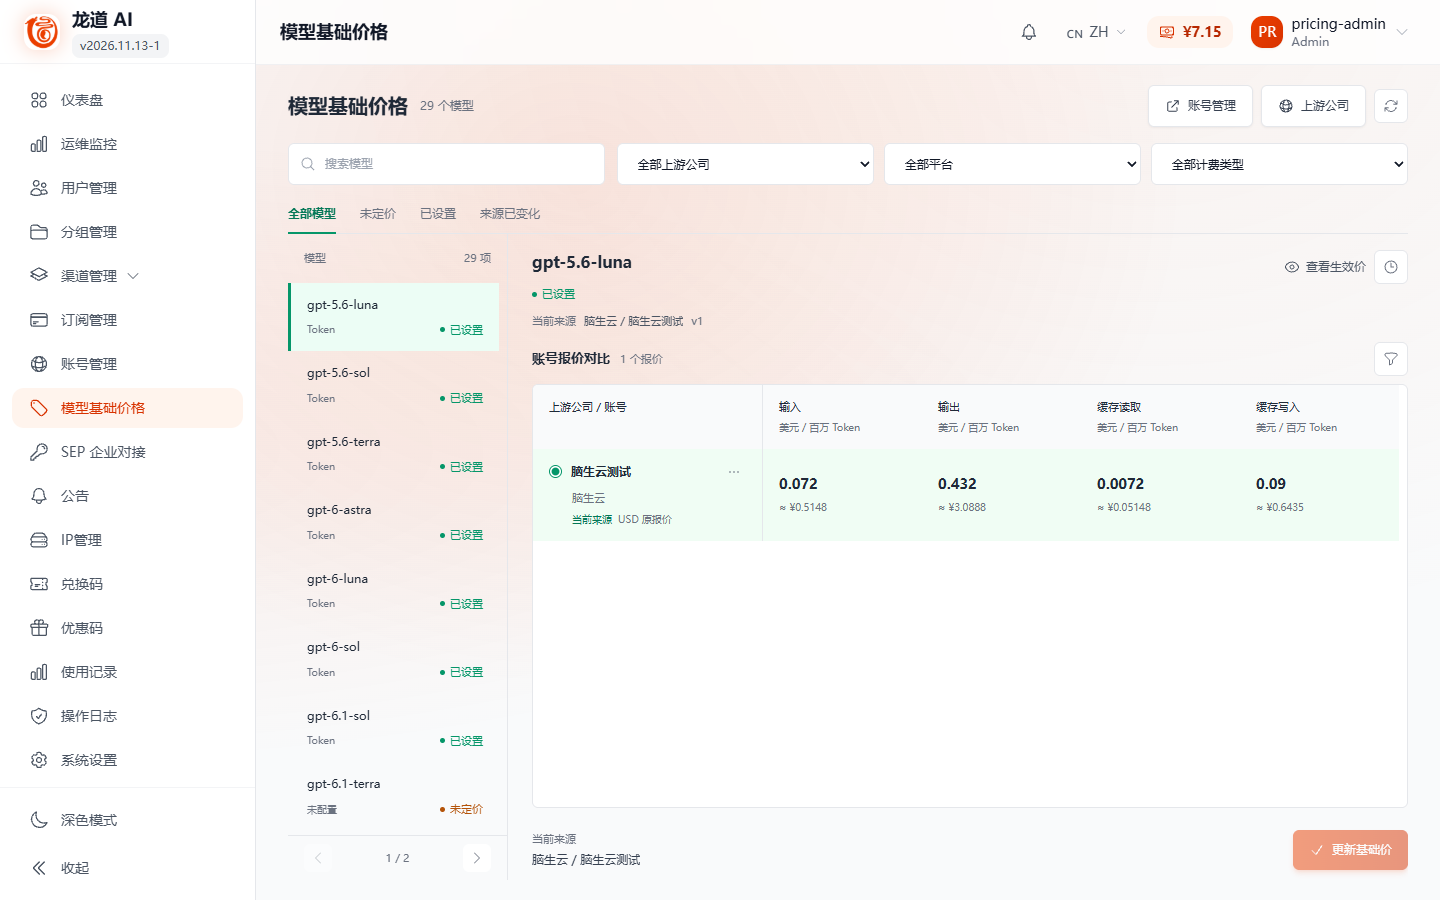 龙道 AI
v2026.11.13-1
仪表盘
运维监控
用户管理
分组管理
渠道管理
订阅管理
账号管理
模型基础价格
SEP 企业对接
公告
IP管理
兑换码
优惠码
使用记录
操作日志
系统设置
深色模式
收起
模型基础价格
CN ZH
¥7.15
PR
pricing-admin
Admin
模型基础价格 29 个模型
账号管理
上游公司
搜索模型
全部上游公司
全部平台
全部计费类型
全部模型 未定价 已设置 来源已变化
模型 29 项
gpt-5.6-luna
Token 已设置
gpt-5.6-sol
Token 已设置
gpt-5.6-terra
Token 已设置
gpt-6-astra
Token 已设置
gpt-6-luna
Token 已设置
gpt-6-sol
Token 已设置
gpt-6.1-sol
Token 已设置
gpt-6.1-terra
未配置 未定价
1 / 2
gpt-5.6-luna
查看生效价
已设置
当前来源 脑生云 / 脑生云测试 v1
账号报价对比 1 个报价
上游公司 / 账号 输入 输出 缓存读取 缓存写入
美元 / 百万 Token 美元 / 百万 Token 美元 / 百万 Token 美元 / 百万 Token
脑生云测试 ...
脑生云
当前来源 USD 原报价
0.072 0.432 0.0072 0.09
≈ ¥0.5148 ≈ ¥3.0888 ≈ ¥0.05148 ≈ ¥0.6435
当前来源
脑生云 / 脑生云测试
更新基础价